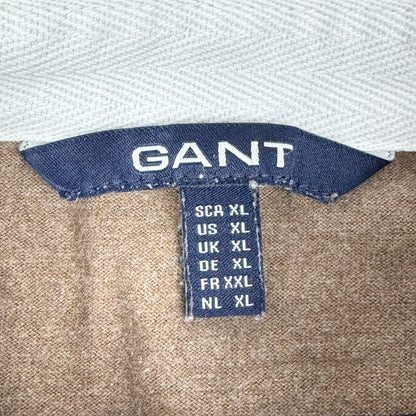 GANT
SCA XL
US XL
UK XL
DE XL
FR XXL
NL XL